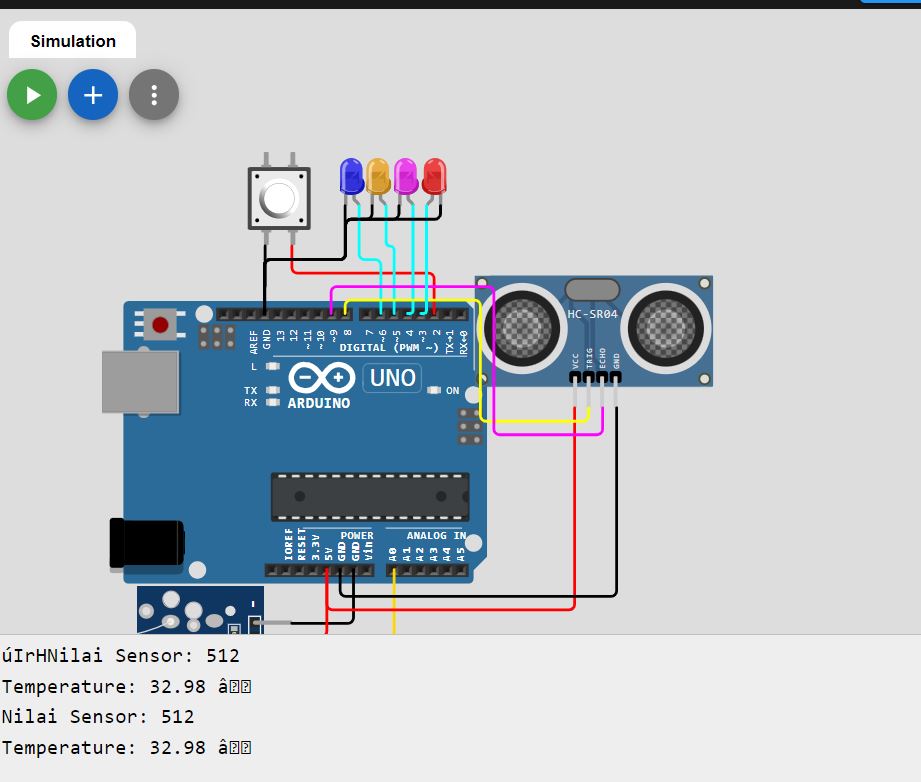 Simulation
HC-SR04
VCC
TRIG
ECHO
GND
AREF
GND
13
12
~11
~10
~9
8
7
~6
~5
4
~3
2
TX→1
RX←0
DIGITAL (PWM ~)
L
TX
RX
UNO
ON
ARDUINO
POWER
ANALOG IN
IOREF
RESET
3.3V
5V
GND
GND
Vin
A0
A1
A2
A3
A4
A5
úIrHNilai Sensor: 512
Temperature: 32.98 â
Nilai Sensor: 512
Temperature: 32.98 â